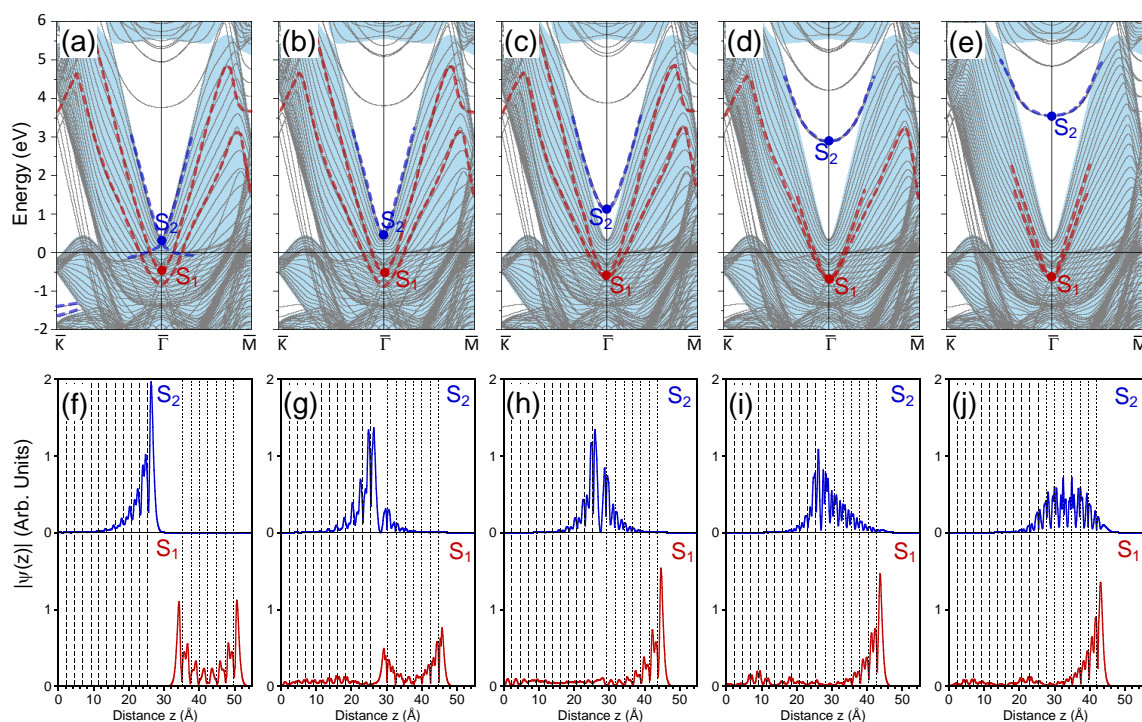 (a) (b) (c) (d) (e)
Energy (eV)
6
5
4
3
2
1
0
-1
-2
S2 S2 S2 S2 S2
S1 S1 S1 S1 S1
K̅ Γ̅ M̅ K̅ Γ̅ M̅ K̅ Γ̅ M̅ K̅ Γ̅ M̅ K̅ Γ̅ M̅
(f) (g) (h) (i) (j)
S2 S2 S2 S2 S2
|ψ(z)| (Arb. Units)
2
1
0
S1 S1 S1 S1 S1
1
0
0 10 20 30 40 50 0 10 20 30 40 50 0 10 20 30 40 50 0 10 20 30 40 50 0 10 20 30 40 50
Distance z (Å) Distance z (Å) Distance z (Å) Distance z (Å) Distance z (Å)